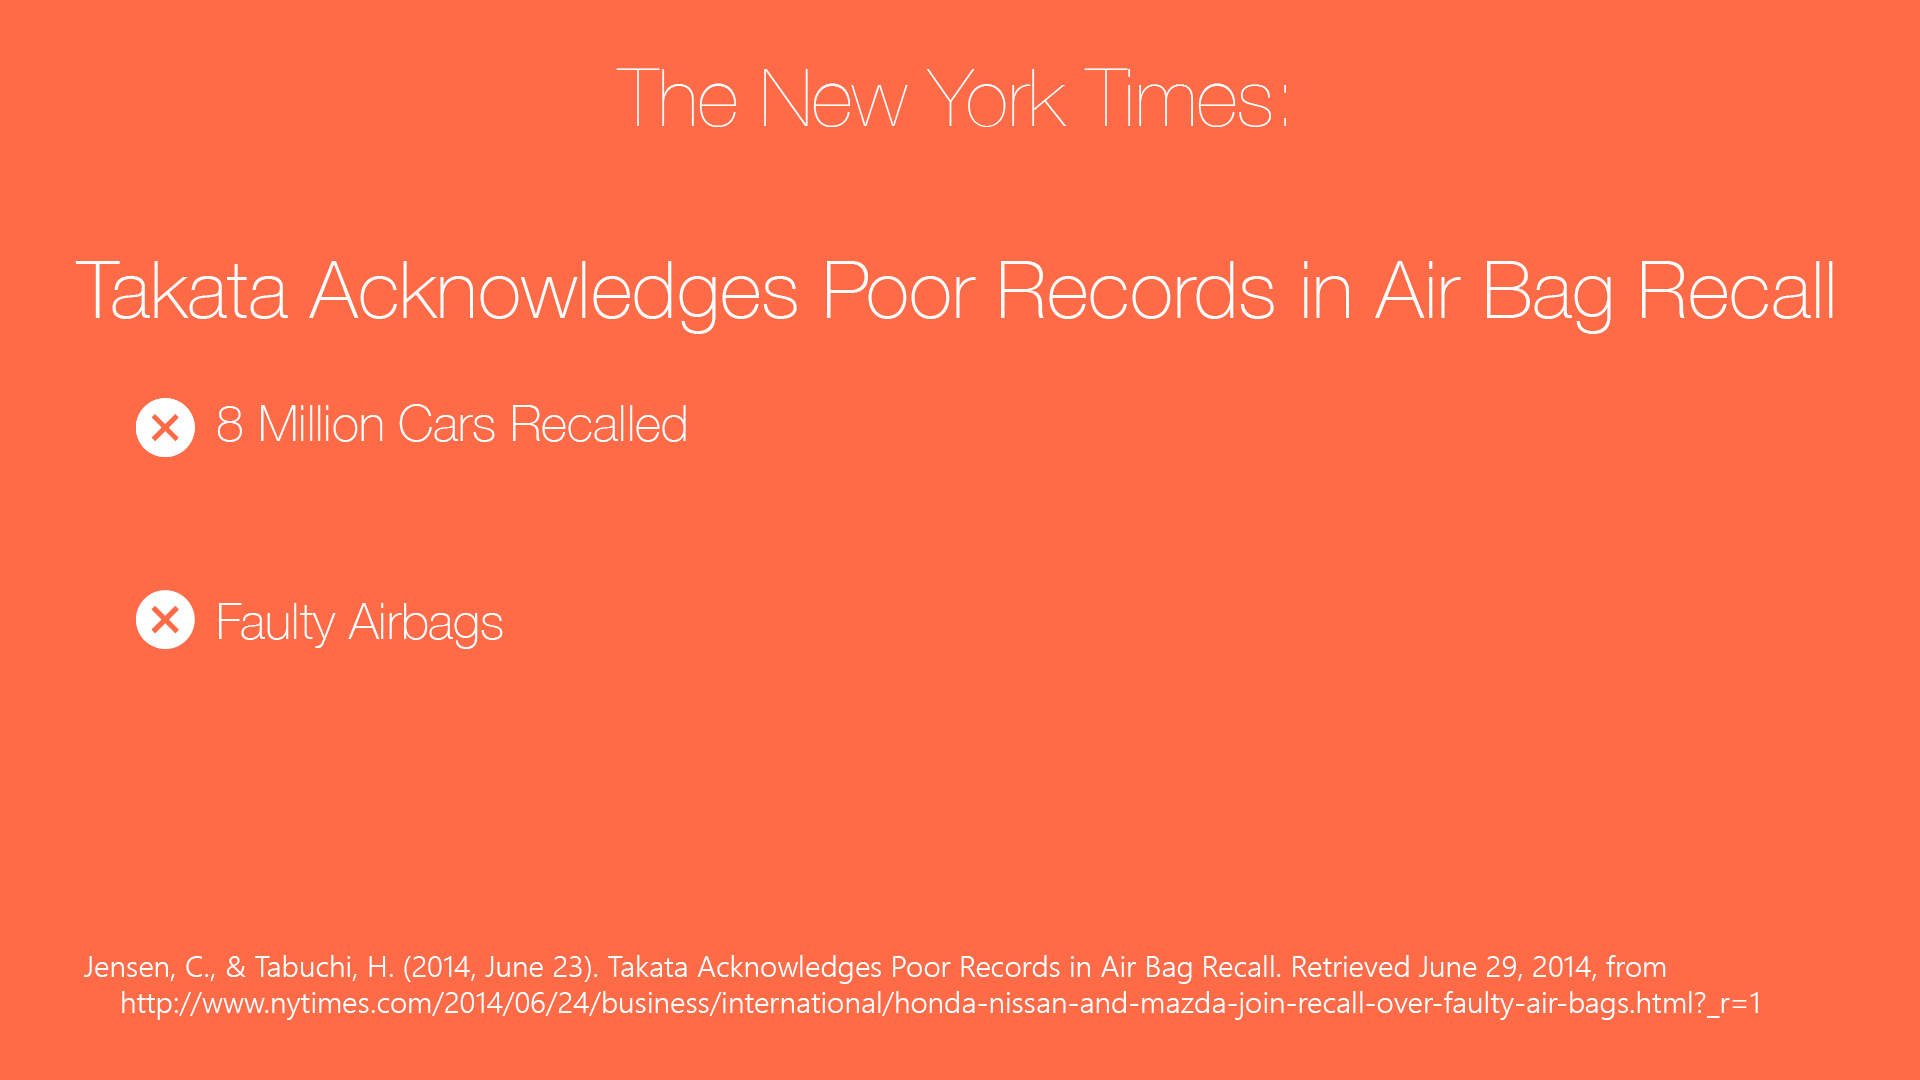 The New York Times:
Takata Acknowledges Poor Records in Air Bag Recall
8 Million Cars Recalled
Faulty Airbags
Jensen, C., & Tabuchi, H. (2014, June 23). Takata Acknowledges Poor Records in Air Bag Recall. Retrieved June 29, 2014, from
http://www.nytimes.com/2014/06/24/business/international/honda-nissan-and-mazda-join-recall-over-faulty-air-bags.html?_r=1